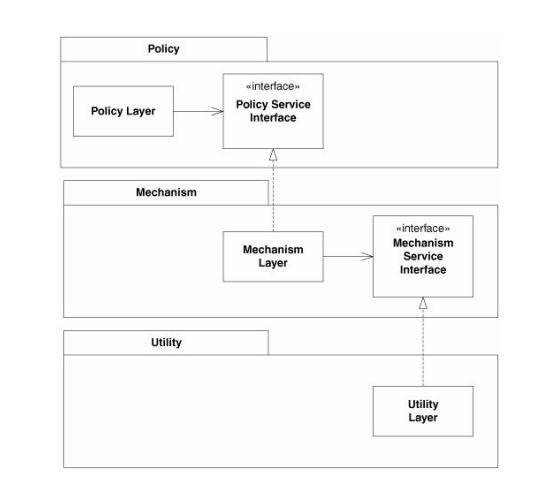 Policy
Policy Layer
«interface»
Policy Service
Interface
Mechanism
Mechanism
Layer
«interface»
Mechanism
Service
Interface
Utility
Utility
Layer